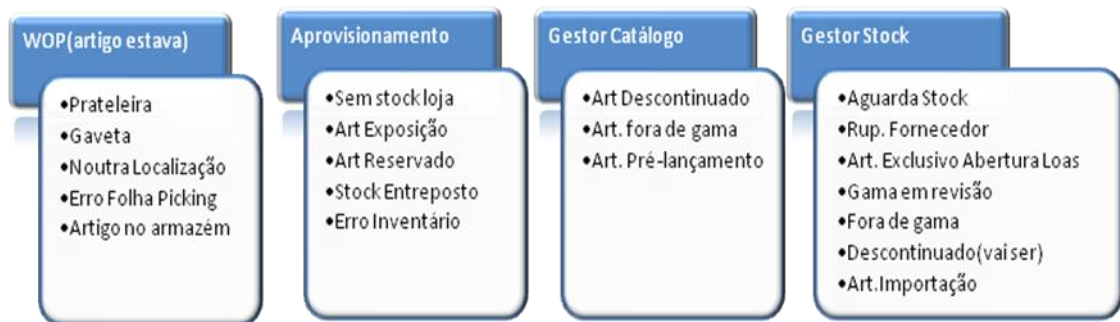 WOP(artigo estava)
•Prateleira
•Gaveta
•Noutra Localização
•Erro Folha Picking
•Artigo no armazém
Aprovisionamento
•Sem stock loja
•Art Exposição
•Art Reservado
•Stock Entreposto
•Erro Inventário
Gestor Catálogo
•Art Descontinuado
•Art. fora de gama
•Art. Pré-lançamento
Gestor Stock
•Aguarda Stock
•Rup. Fornecedor
•Art. Exclusivo Abertura Loas
•Gama em revisão
•Fora de gama
•Descontinuado(vai ser)
•Art.Importação